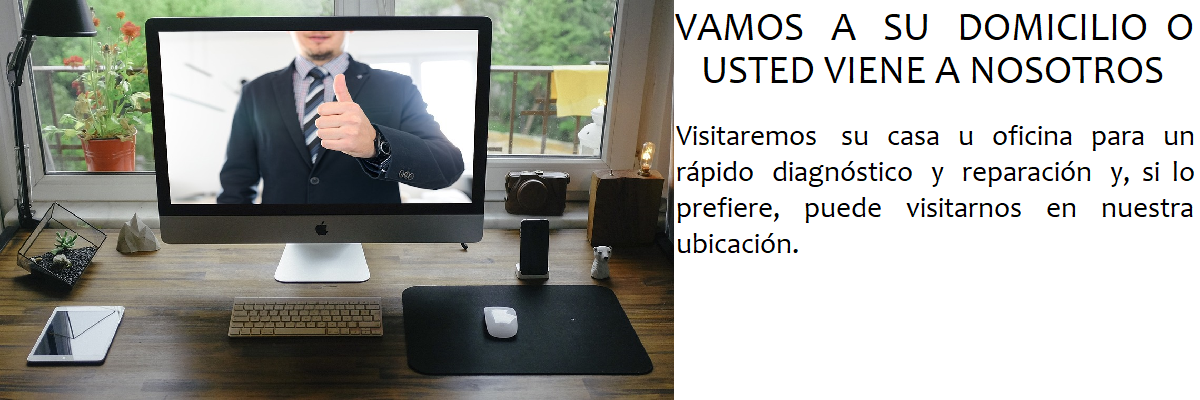 VAMOS A SU DOMICILIO O
USTED VIENE A NOSOTROS
Visitaremos su casa u oficina para un
rápido diagnóstico y reparación y, si lo
prefiere, puede visitarnos en nuestra
ubicación.